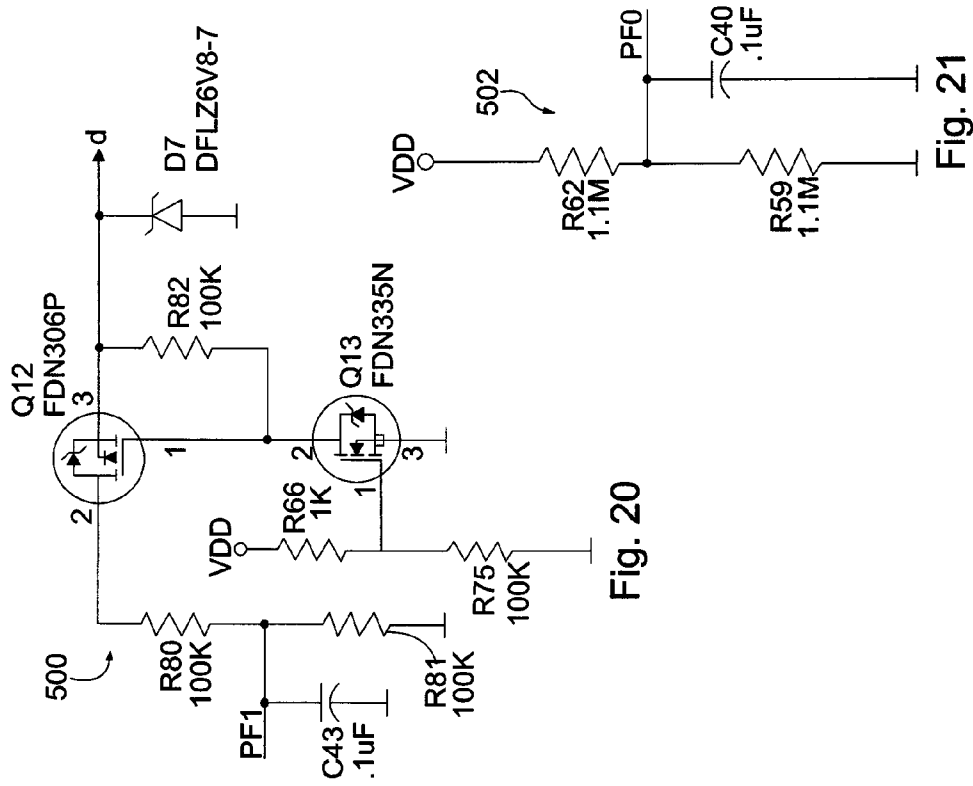 500
Q12
FDN306P
2
3
1
d
D7
DFLZ6V8-7
R82
100K
R80
100K
PF1
C43
.1uF
R81
100K
VDD
R66
1K
R75
100K
Q13
FDN335N
2
1
3
Fig. 20
502
VDD
R62
1.1M
PF0
R59
1.1M
C40
.1uF
Fig. 21